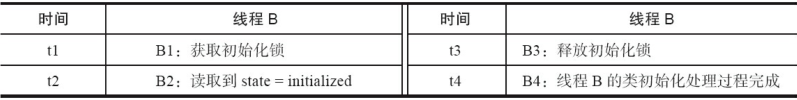 时间 线程 B 时间 线程 B
t1 B1：获取初始化锁 t3 B3：释放初始化锁
t2 B2：读取到 state = initialized t4 B4：线程 B 的类初始化处理过程完成